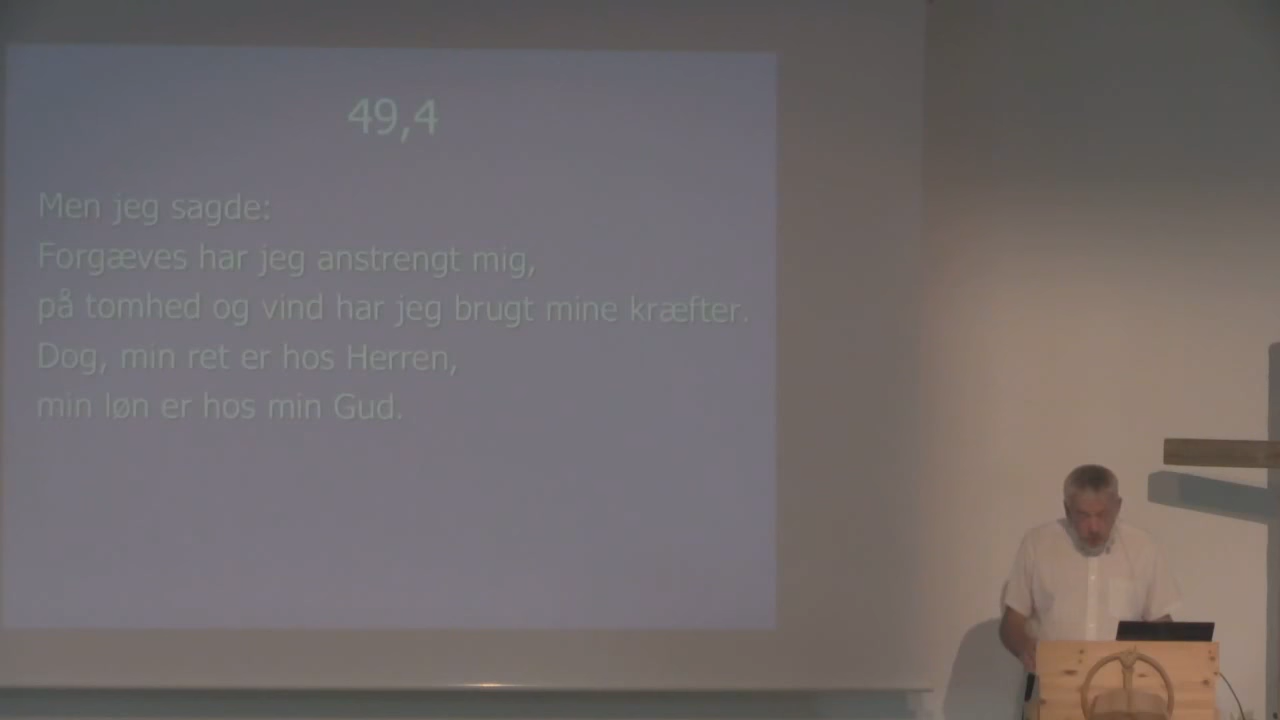 49,4
Men jeg sagde:
Forgæves har jeg anstrengt mig,
på tomhed og vind har jeg brugt mine kræfter.
Dog, min ret er hos Herren,
min løn er hos min Gud.